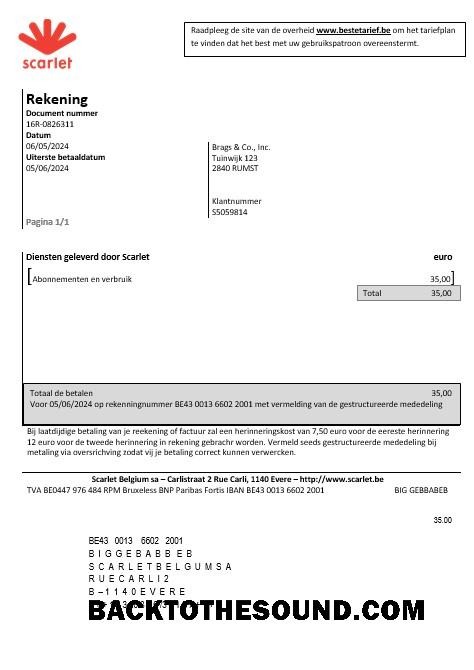 Raadpleeg de site van de overheid www.bestetarief.be om het tariefplan
te vinden dat het best met uw gebruikspatroon overeenstermt.
scarlet
Rekening
Document nummer
16R-0826311
Datum
06/05/2024
Uiterste betaaldatum
05/06/2024
Brags & Co., Inc.
Tuinwijk 123
2840 RUMST
Klantnummer
S5059814
Pagina 1/1
Diensten geleverd door Scarlet euro
Abonnementen en verbruik 35,00
Total 35,00
Totaal de betalen 35,00
Voor 05/06/2024 op rekenningnummer BE43 0013 6602 2001 met vermelding van de gestructureerde mededeling
Bij laatdijdige betaling van je reekening of factuur zal een herinneringskost van 7,50 euro voor de eereste herinnering
12 euro voor de tweede herinnering in rekening gebrachr worden. Vermeld seeds gestructureerde mededeling bij
metaling via oversrichving zodat vij je betaling correct kunnen verwercken.
Scarlet Belgium sa – Carlistraat 2 Rue Carli, 1140 Evere – http://www.scarlet.be
TVA BE0447 976 484 RPM Bruxeless BNP Paribas Fortis IBAN BE43 0013 6602 2001 BIG GEBBABEB
35.00
BE43 0013 6602 2001
B I G G E B A B B E B
S C A R L E T B E L G U M S A
R U E C A R L I 2
B – 1 1 4 0 E V E R E
BACKTOTHESOUND.COM